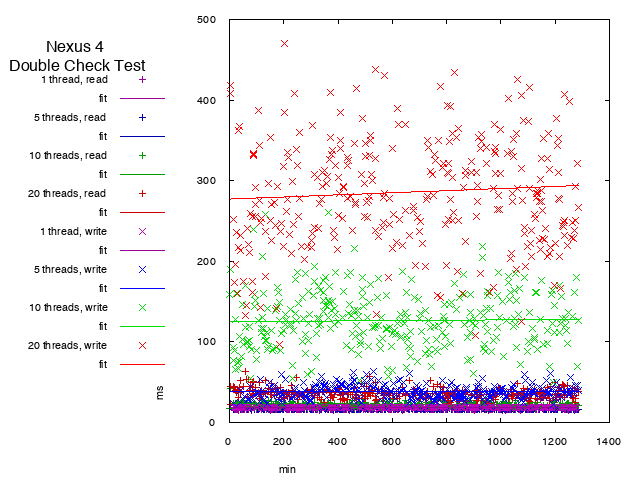 Nexus 4
Double Check Test
1 thread, read
fit
5 threads, read
fit
10 threads, read
fit
20 threads, read
fit
1 thread, write
fit
5 threads, write
fit
10 threads, write
fit
20 threads, write
fit
500
400
300
200
100
0
ms
0 200 400 600 800 1000 1200 1400
min